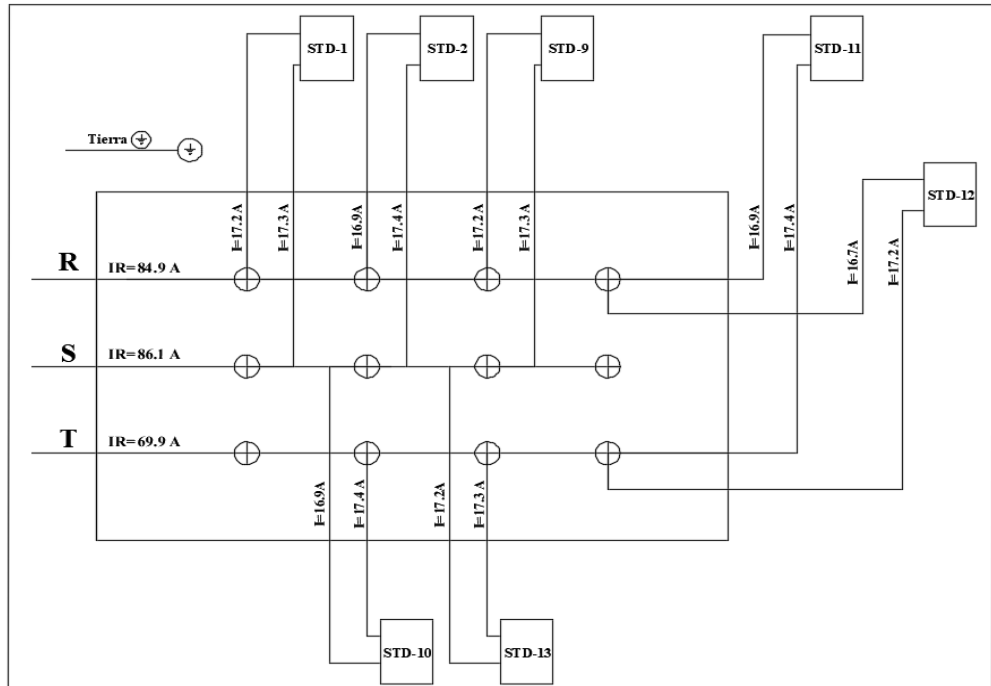 STD-1
STD-2
STD-9
STD-11
Tierra
STD-12
I=17.2 A
I=17.3 A
I=16.9A
I=17.4 A
I=17.2 A
I=17.3 A
I=16.9A
I=17.4 A
I=16.7A
I=17.2 A
R
IR=84.9 A
S
IR=86.1 A
T
IR=69.9 A
I=16.9A
I=17.4 A
I=17.2A
I=17.3 A
STD-10
STD-13